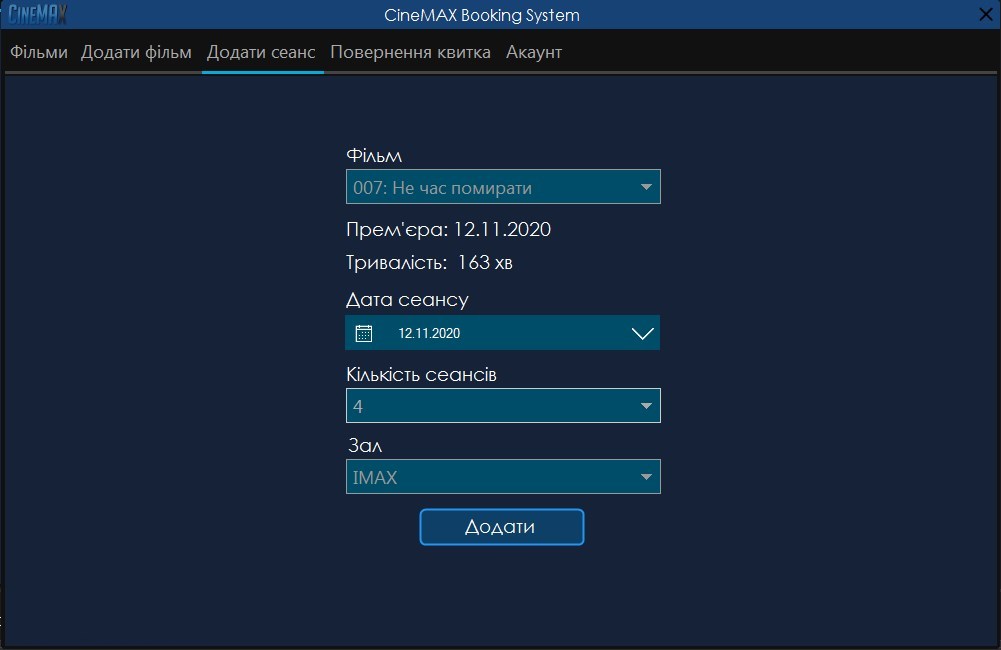 CINEMAX
CineMAX Booking System
Фільми Додати фільм Додати сеанс Повернення квитка Акаунт
Фільм
007: Не час помирати
Прем'єра: 12.11.2020
Тривалість: 163 хв
Дата сеансу
12.11.2020
Кількість сеансів
4
Зал
IMAX
Додати